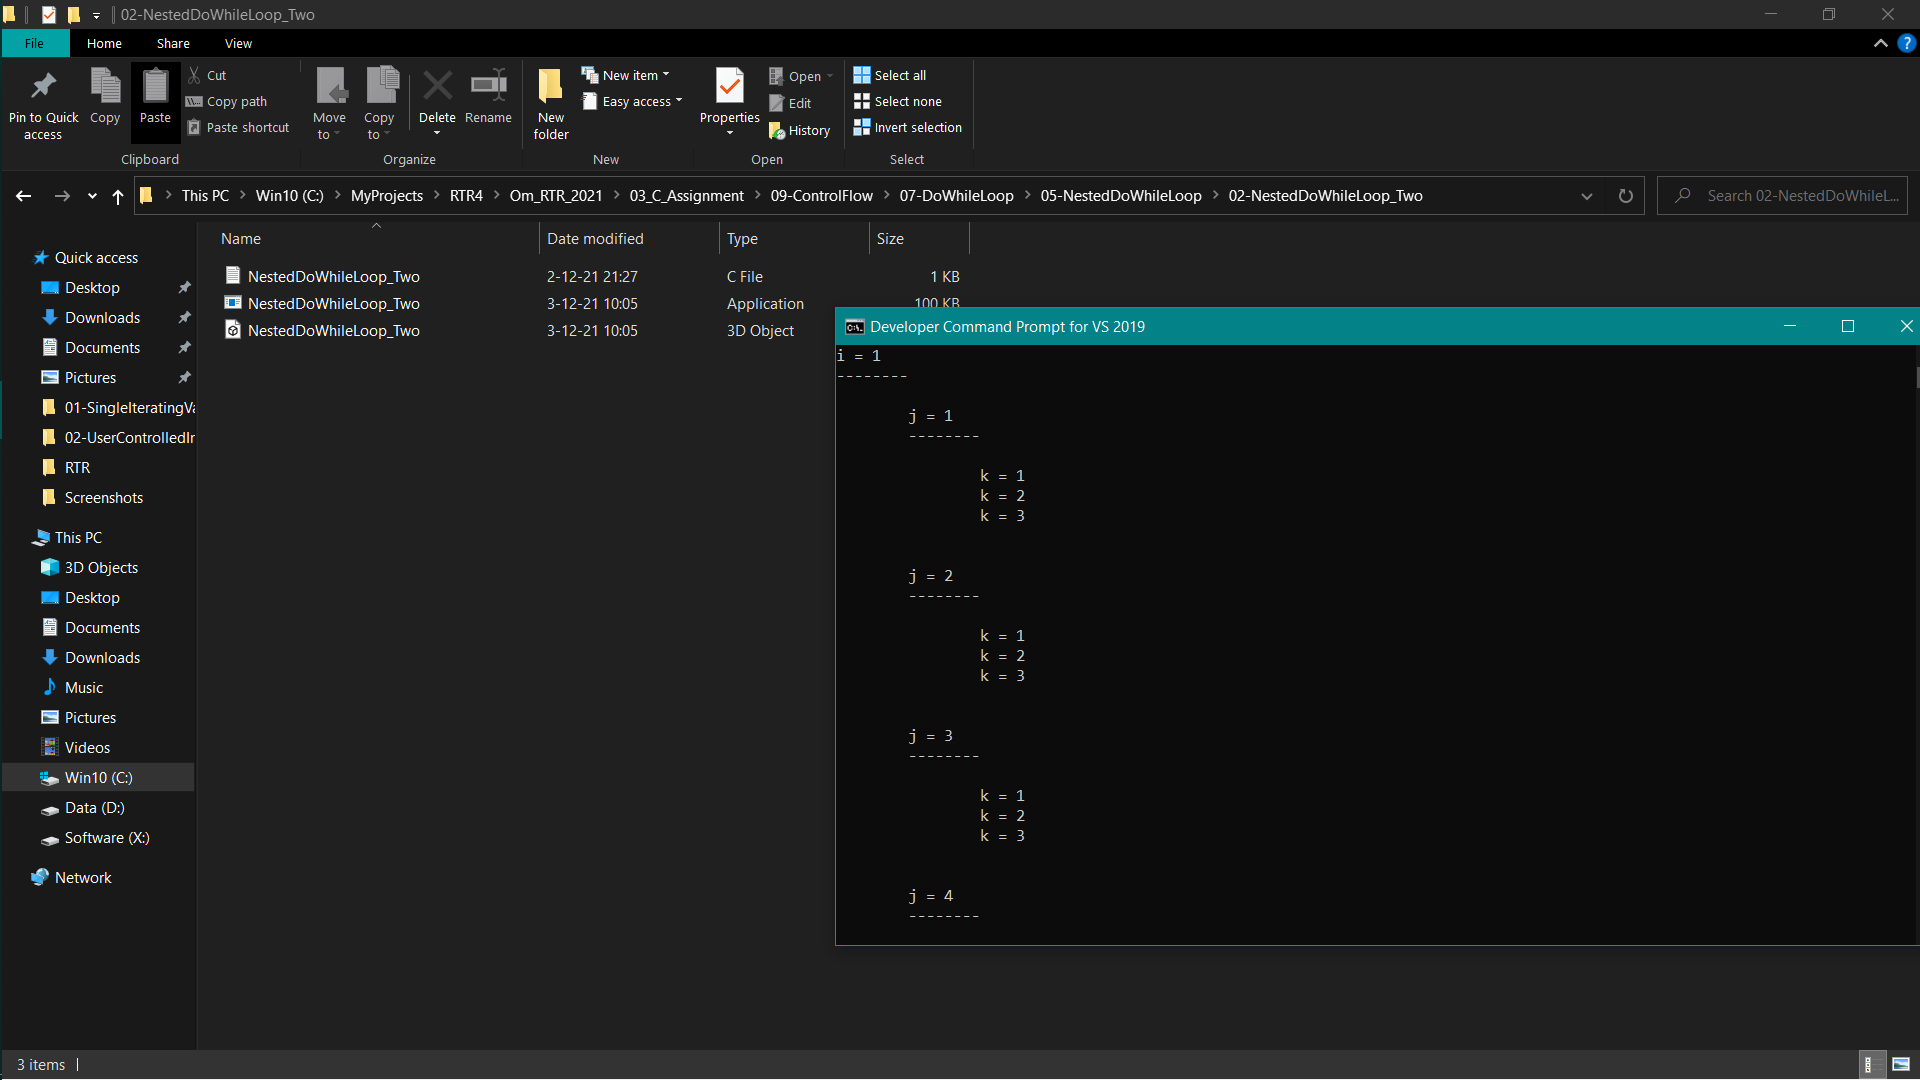 02-NestedDoWhileLoop_Two
File Home Share View
Pin to Quick access
Copy
Paste
Cut
Copy path
Paste shortcut
Clipboard
Move to
Copy to
Delete
Rename
Organize
New folder
New item
Easy access
New
Properties
Open
Edit
History
Open
Select all
Select none
Invert selection
Select
This PC > Win10 (C:) > MyProjects > RTR4 > Om_RTR_2021 > 03_C_Assignment > 09-ControlFlow > 07-DoWhileLoop > 05-NestedDoWhileLoop > 02-NestedDoWhileLoop_Two
Search 02-NestedDoWhileL...
Name Date modified Type Size
NestedDoWhileLoop_Two 2-12-21 21:27 C File 1 KB
NestedDoWhileLoop_Two 3-12-21 10:05 Application 100 KB
NestedDoWhileLoop_Two 3-12-21 10:05 3D Object
Quick access
Desktop
Downloads
Documents
Pictures
01-SingleIteratingVa
02-UserControlledIn
RTR
Screenshots
This PC
3D Objects
Desktop
Documents
Downloads
Music
Pictures
Videos
Win10 (C:)
Data (D:)
Software (X:)
Network
3 items
Developer Command Prompt for VS 2019
i = 1
--------
j = 1
--------
k = 1
k = 2
k = 3
j = 2
--------
k = 1
k = 2
k = 3
j = 3
--------
k = 1
k = 2
k = 3
j = 4
--------